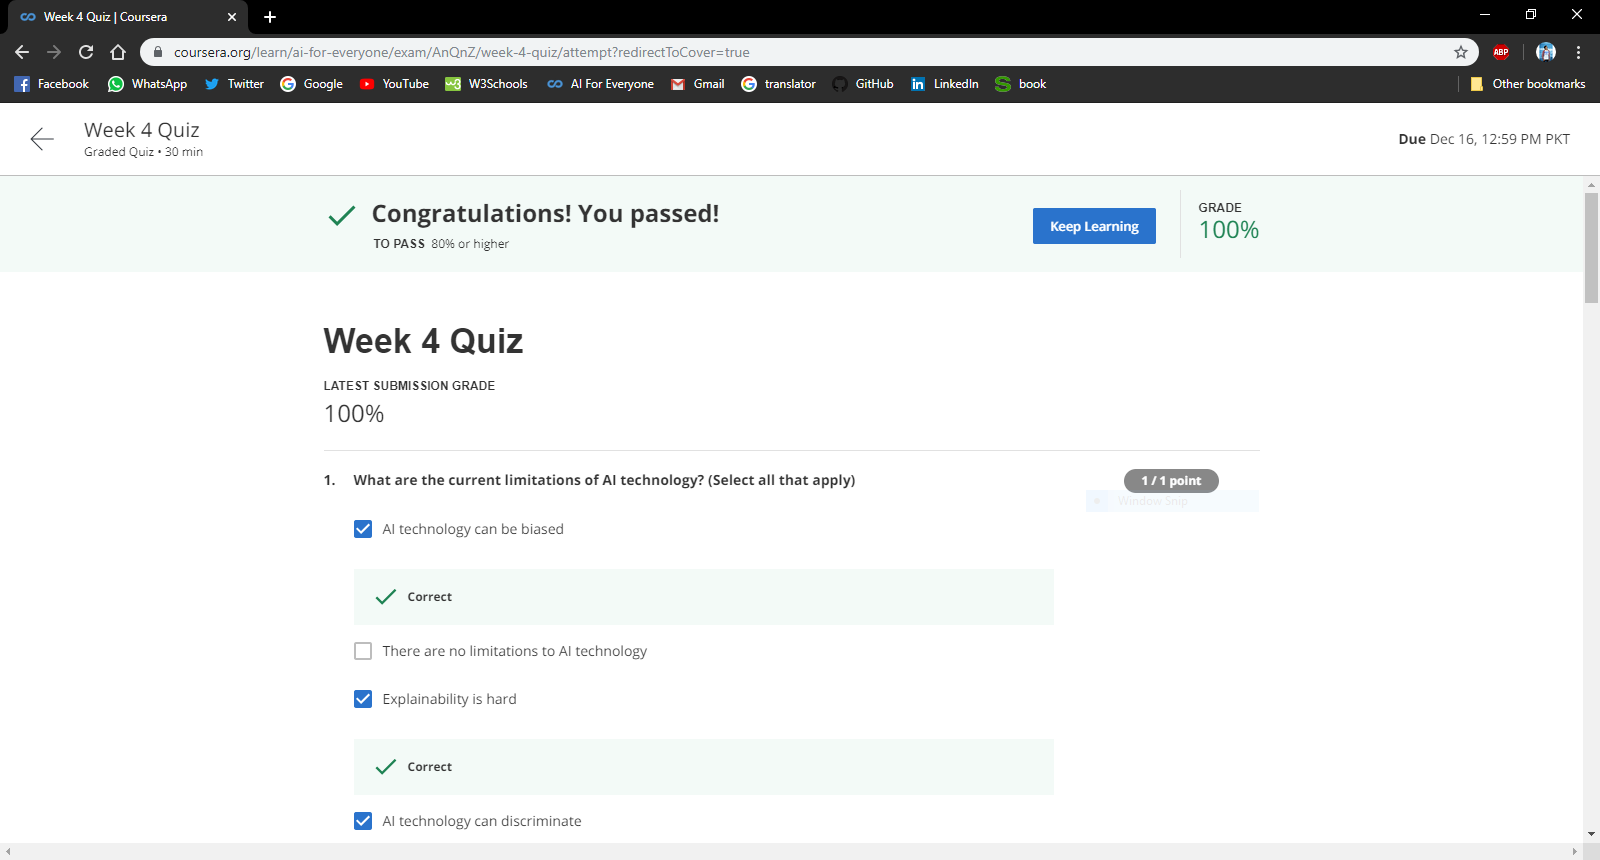 Week 4 Quiz | Coursera
coursera.org/learn/ai-for-everyone/exam/AnQnZ/week-4-quiz/attempt?redirectToCover=true
ABP
Facebook WhatsApp Twitter Google YouTube W3Schools AI For Everyone Gmail translator GitHub LinkedIn book Other bookmarks
Week 4 Quiz
Graded Quiz • 30 min
Due Dec 16, 12:59 PM PKT
Congratulations! You passed!
TO PASS 80% or higher
Keep Learning
GRADE
100%
Week 4 Quiz
LATEST SUBMISSION GRADE
100%
1. What are the current limitations of AI technology? (Select all that apply)
1 / 1 point
Window Snip
AI technology can be biased
Correct
There are no limitations to AI technology
Explainability is hard
Correct
AI technology can discriminate